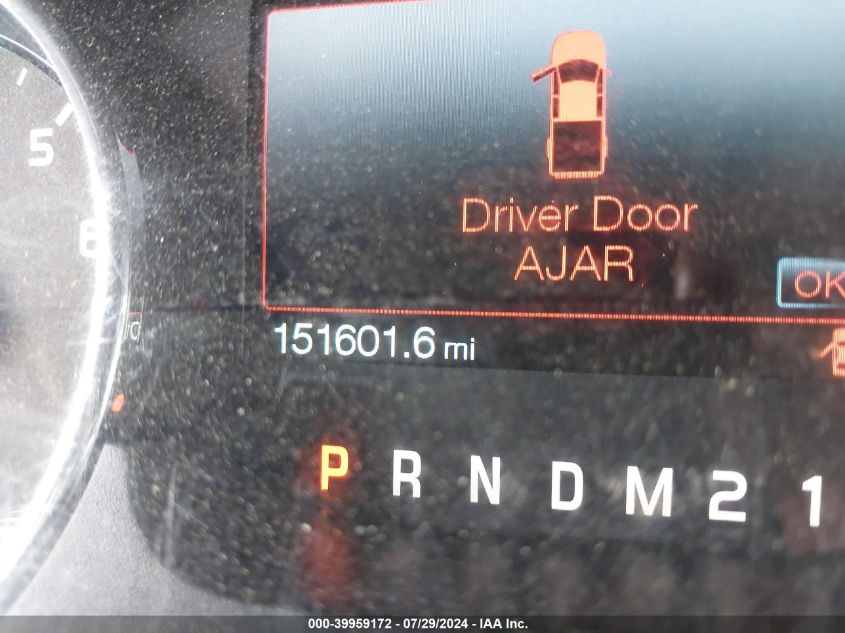 5
6
Driver Door
AJAR
OK
151601.6 mi
P R N D M 2 1
000-39959172 - 07/29/2024 - IAA Inc.